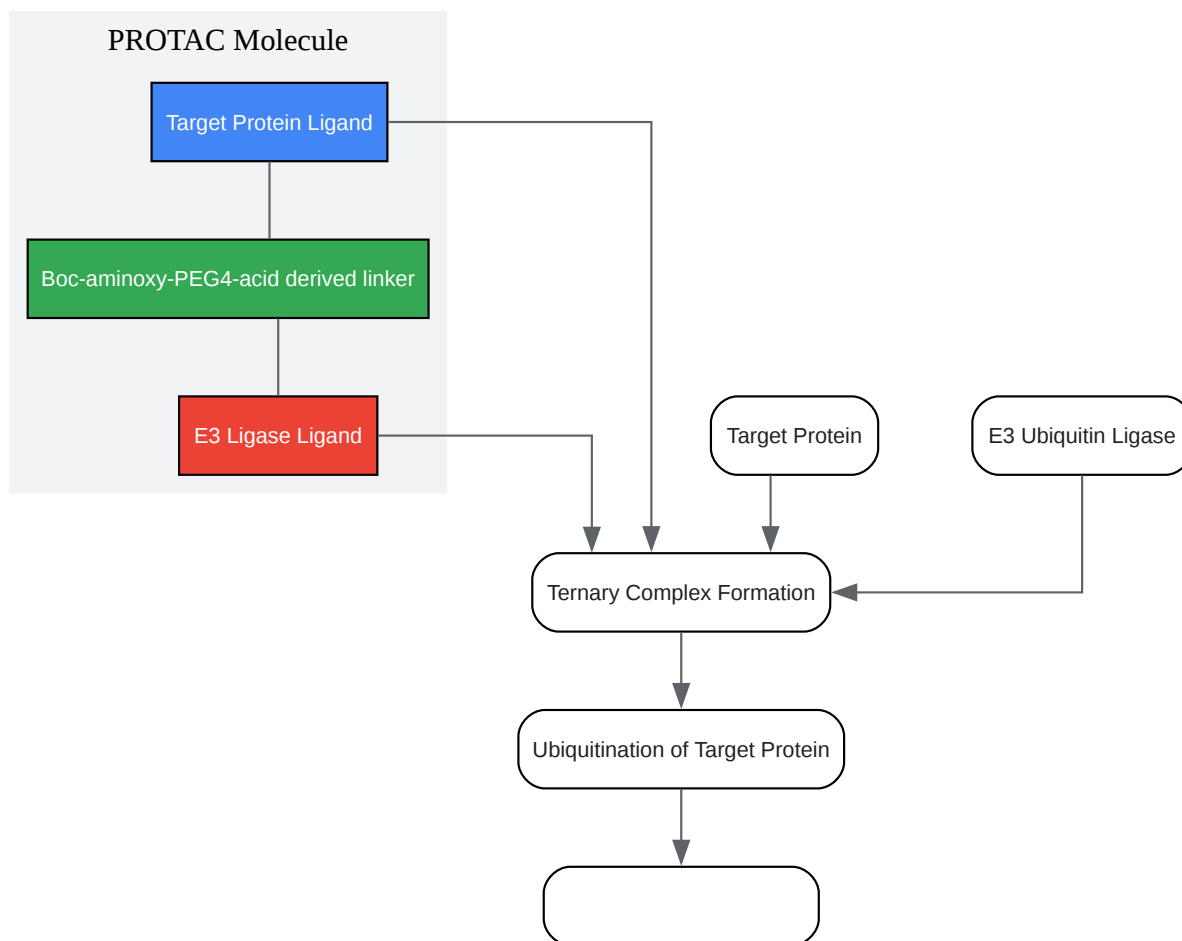 PROTAC Molecule
Target Protein Ligand
Boc-aminoxy-PEG4-acid derived linker
E3 Ligase Ligand
Target Protein
E3 Ubiquitin Ligase
Ternary Complex Formation
Ubiquitination of Target Protein